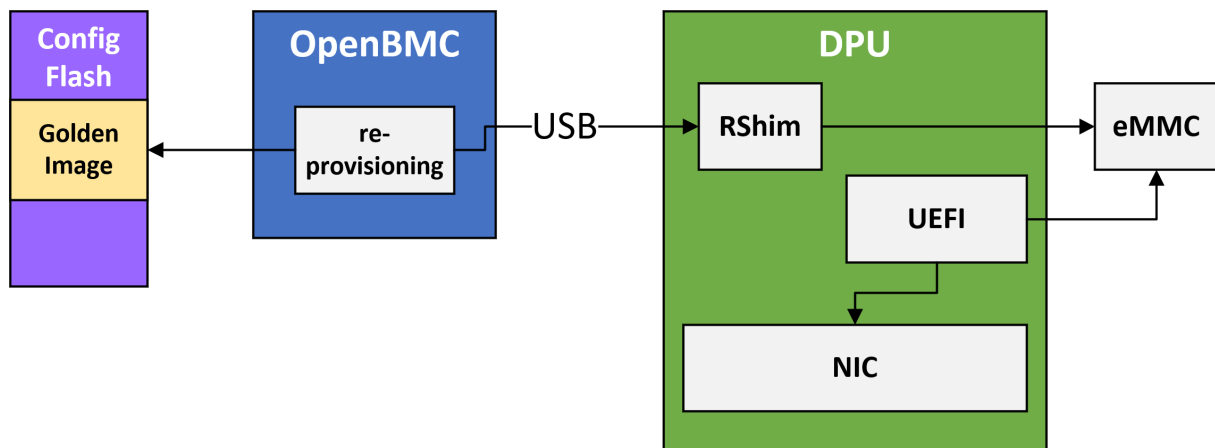 Config
Flash
Golden
Image
OpenBMC
re-
provisioning
USB
DPU
RShim
eMMC
UEFI
NIC